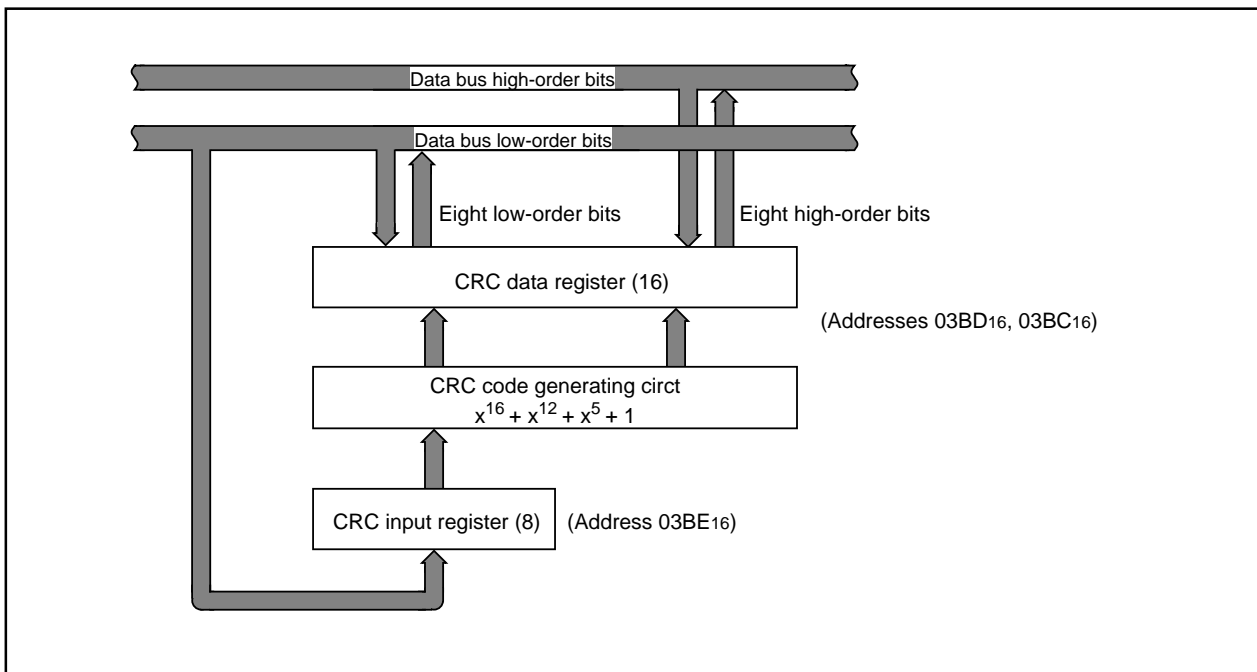 Data bus high-order bits
Data bus low-order bits
Eight low-order bits
Eight high-order bits
CRC data register (16)
(Addresses 03BD16, 03BC16)
CRC code generating circt
x16 + x12 + x5 + 1
CRC input register (8)
(Address 03BE16)